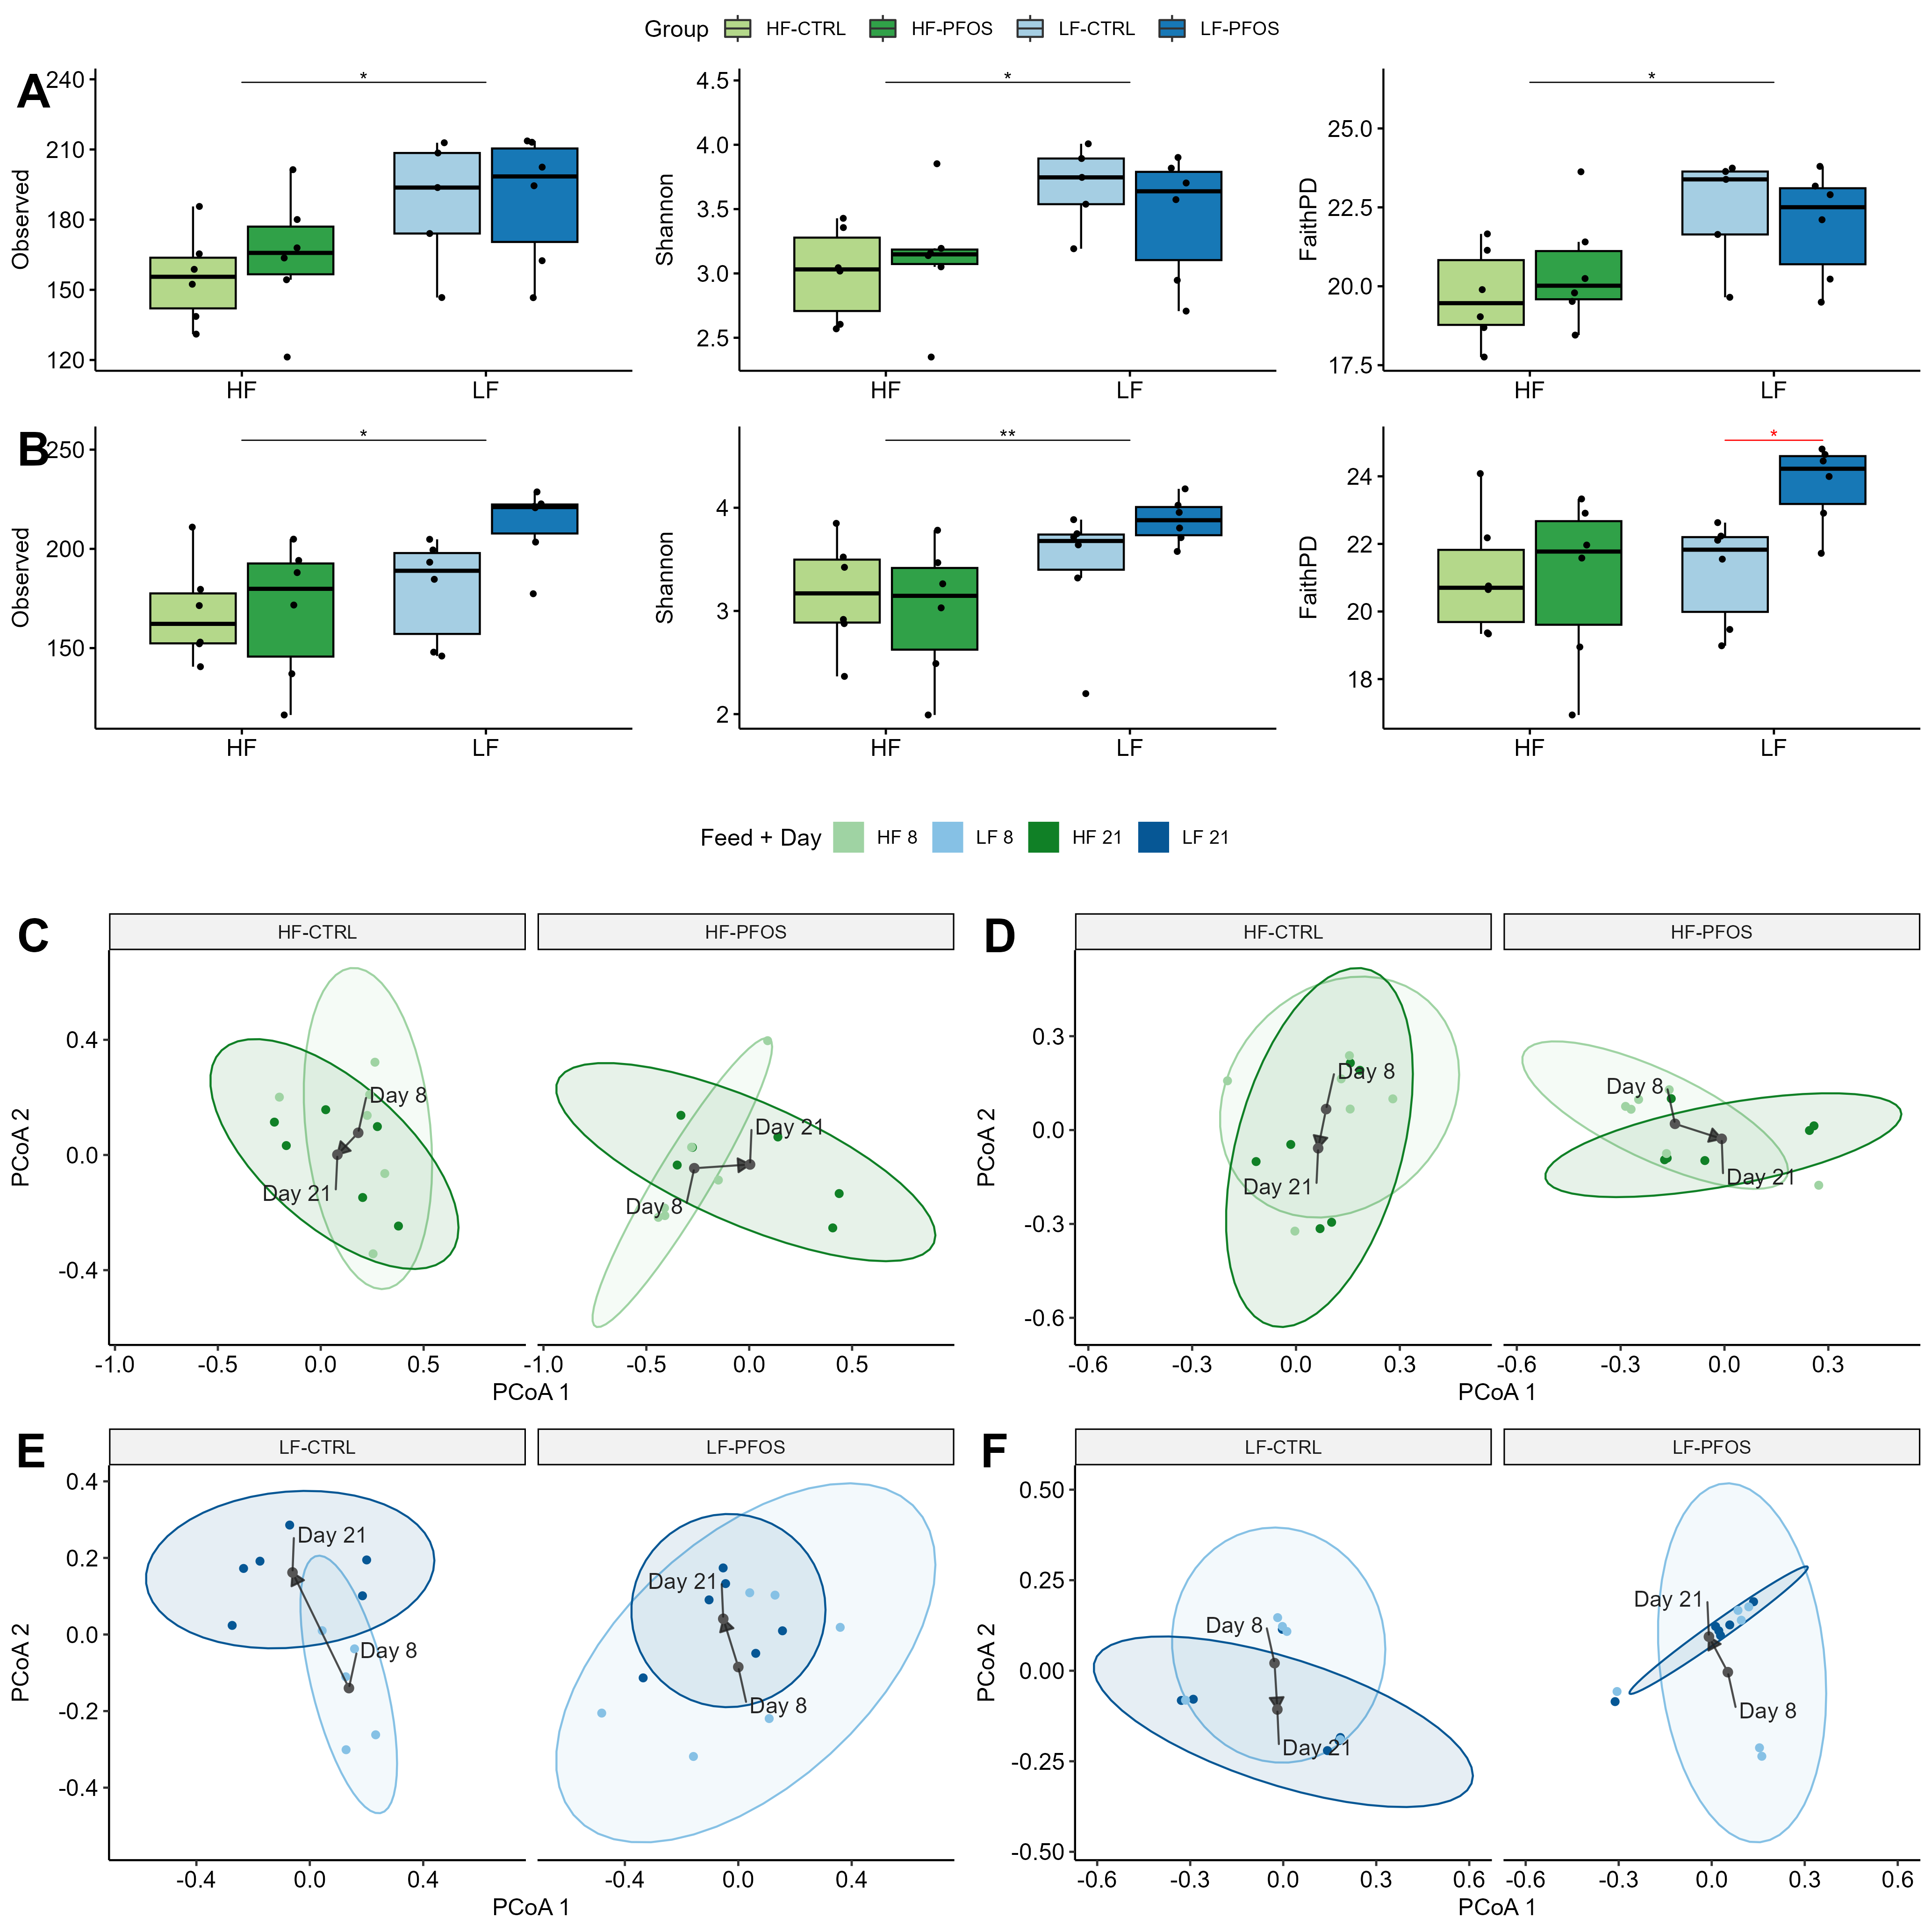 Group HF-CTRL HF-PFOS LF-CTRL LF-PFOS
A
Observed
240
210
180
150
120
*
HF LF
Shannon
4.5
4.0
3.5
3.0
2.5
*
HF LF
FaithPD
25.0
22.5
20.0
17.5
*
HF LF
B
Observed
250
200
150
*
HF LF
Shannon
4
3
2
**
HF LF
FaithPD
24
22
20
18
*
HF LF
Feed + Day HF 8 LF 8 HF 21 LF 21
C
HF-CTRL HF-PFOS
PCoA 2
0.4
0.0
-0.4
Day 8
Day 21
Day 21
Day 8
-1.0 -0.5 0.0 0.5 -1.0 -0.5 0.0 0.5
PCoA 1
D
HF-CTRL HF-PFOS
PCoA 2
0.3
0.0
-0.3
-0.6
Day 8
Day 21
Day 8
Day 21
-0.6 -0.3 0.0 0.3 -0.6 -0.3 0.0 0.3
PCoA 1
E
LF-CTRL LF-PFOS
PCoA 2
0.4
0.2
0.0
-0.2
-0.4
Day 21
Day 8
Day 21
Day 8
-0.4 0.0 0.4 -0.4 0.0 0.4
PCoA 1
F
LF-CTRL LF-PFOS
PCoA 2
0.50
0.25
0.00
-0.25
-0.50
Day 8
Day 21
Day 21
Day 8
-0.6 -0.3 0.0 0.3 0.6 -0.6 -0.3 0.0 0.3 0.6
PCoA 1